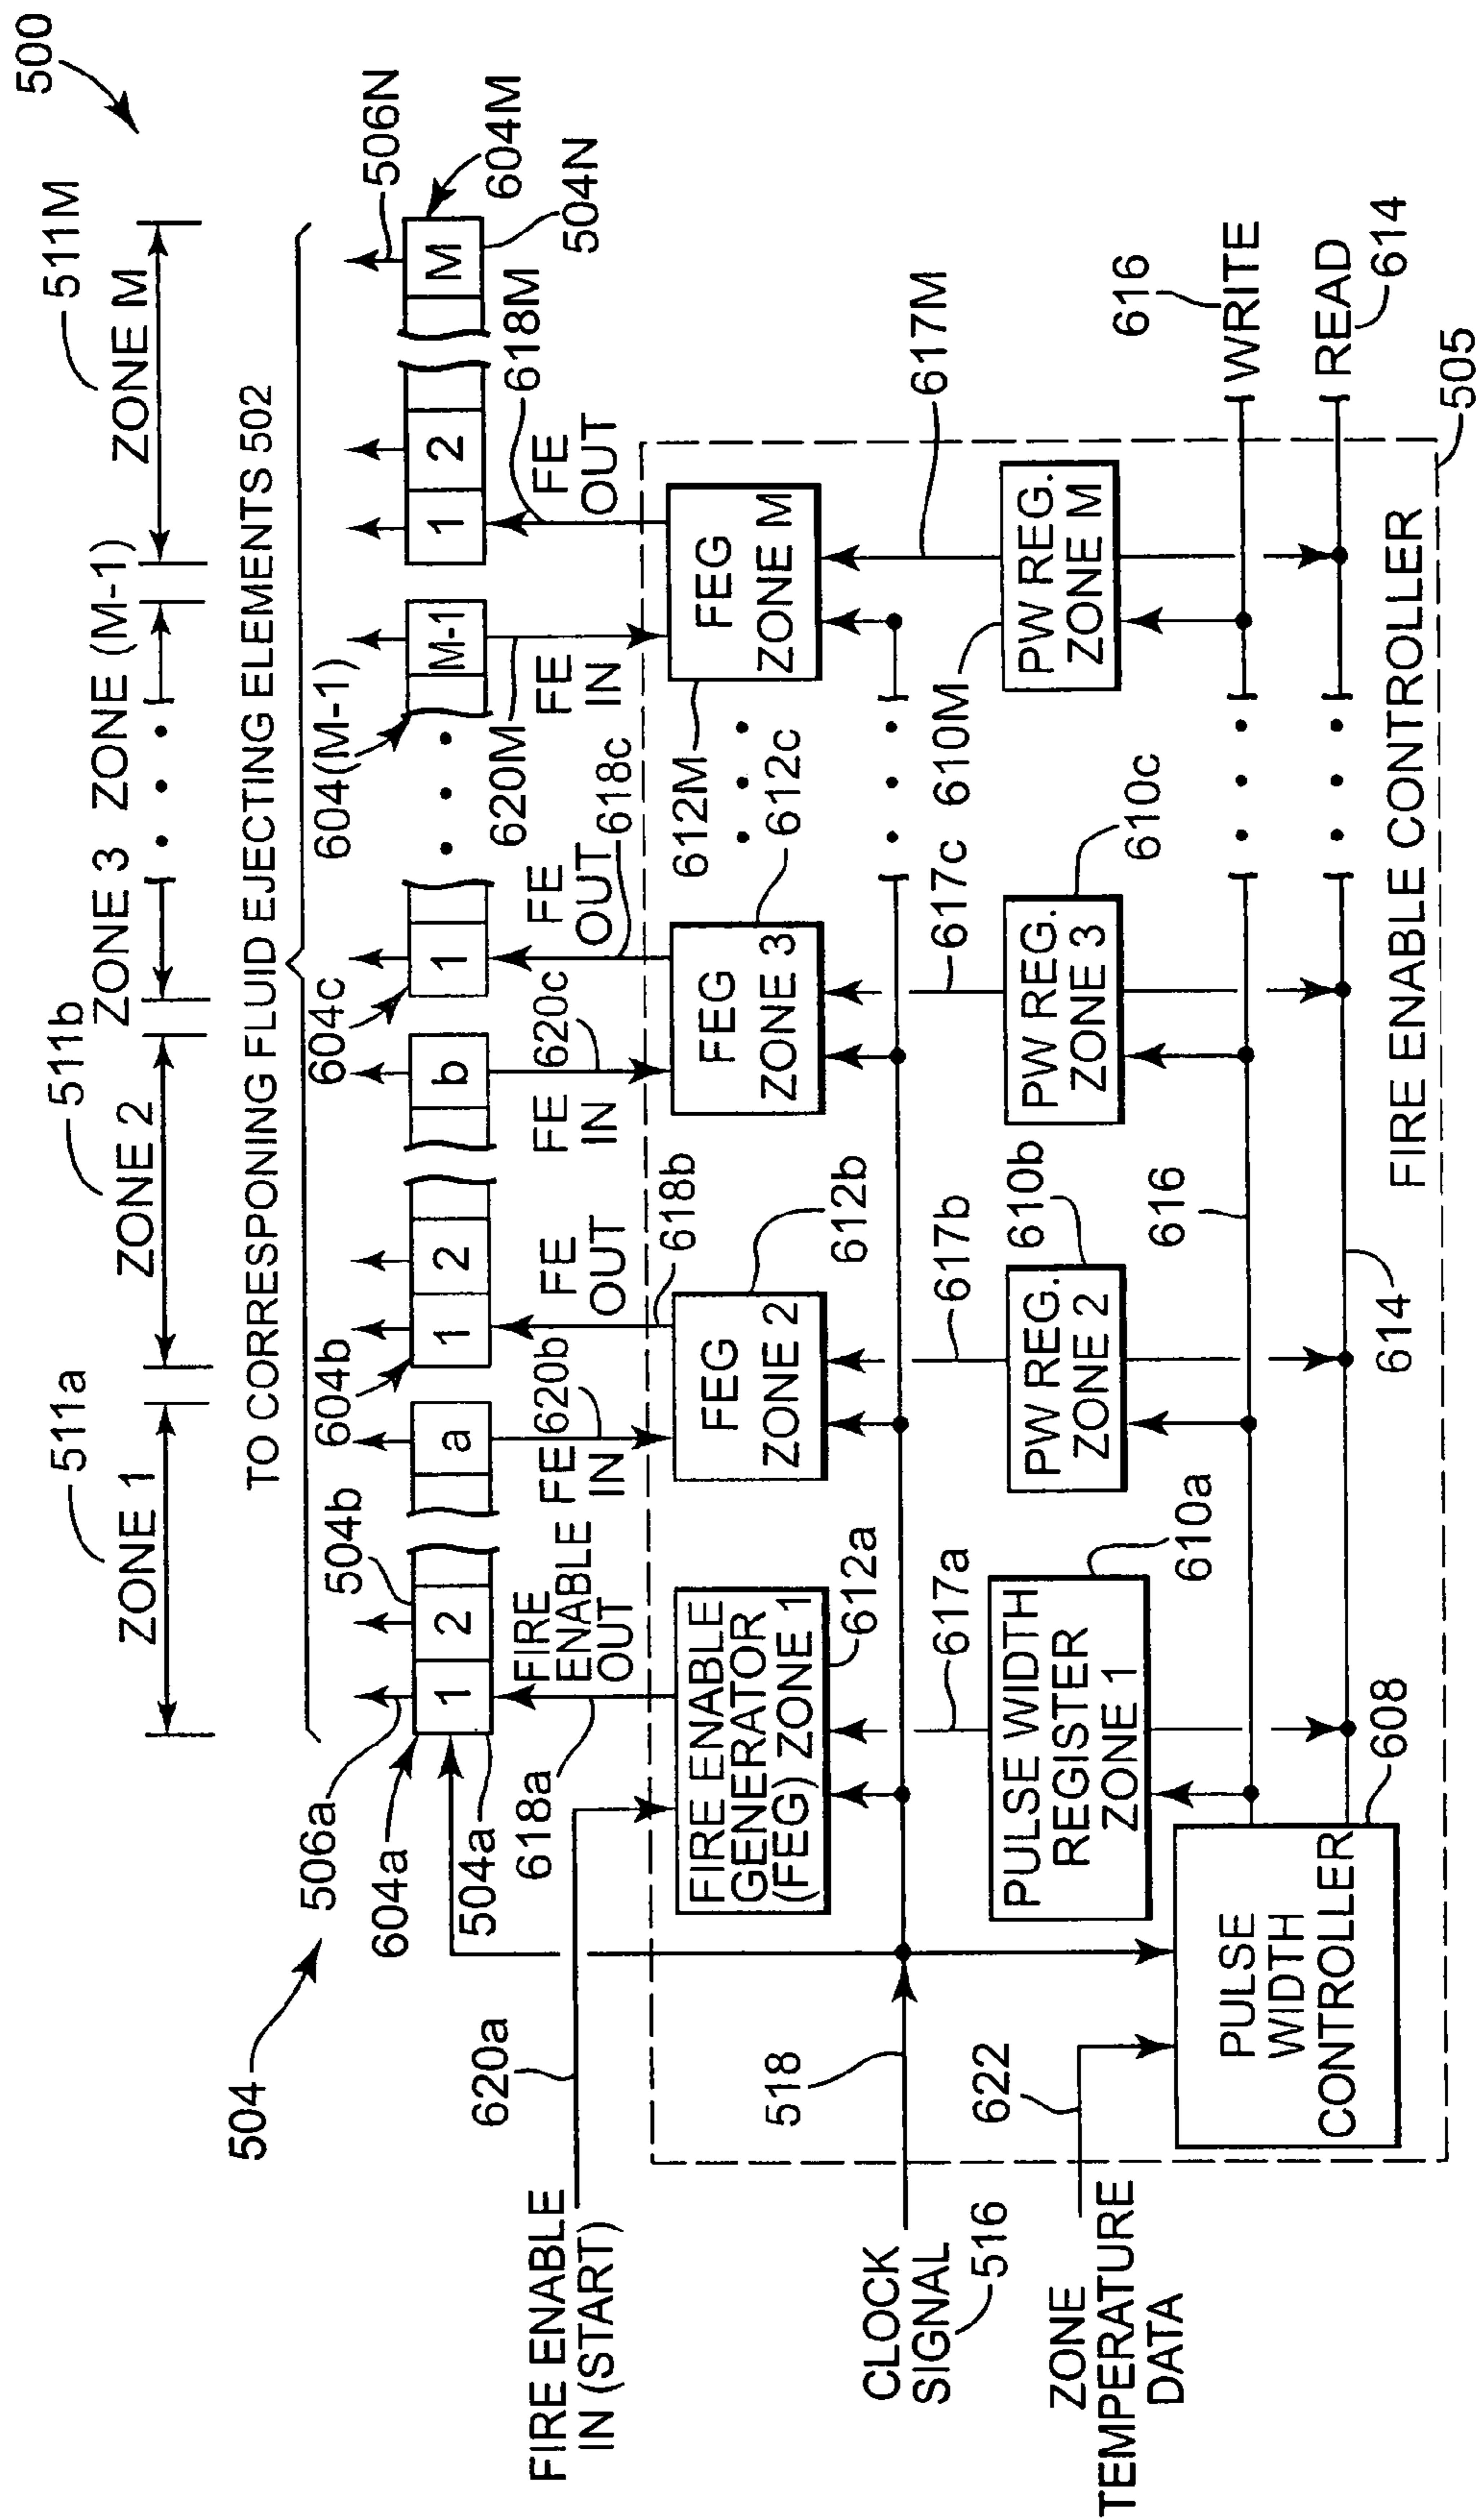 500
511a
511b
511M
ZONE 1
ZONE 2
ZONE 3
ZONE (M-1)
ZONE M
TO CORRESPONING FLUID EJECTING ELEMENTS 502
504
506a
604a
504a
504b
604b
604c
604(M-1)
506N
604M
504N
1
2
a
1
2
b
1
M-1
1
2
M
618a
FIRE
ENABLE
OUT
FE
IN
620b
FE
OUT
618b
FE
IN
620c
FE
OUT
618c
620M
FE
IN
FE
OUT
618M
FIRE ENABLE
IN (START)
620a
FIRE ENABLE
GENERATOR
(FEG) ZONE 1
612a
FEG
ZONE 2
612b
FEG
ZONE 3
612c
612M
FEG
ZONE M
CLOCK
SIGNAL
516
518
617a
617b
617c
617M
ZONE
TEMPERATURE
DATA
622
PULSE WIDTH
REGISTER
ZONE 1
610a
PW REG.
ZONE 2
610b
PW REG.
ZONE 3
610c
610M
PW REG.
ZONE M
PULSE
WIDTH
CONTROLLER
608
616
614
616
WRITE
READ
614
FIRE ENABLE CONTROLLER
505